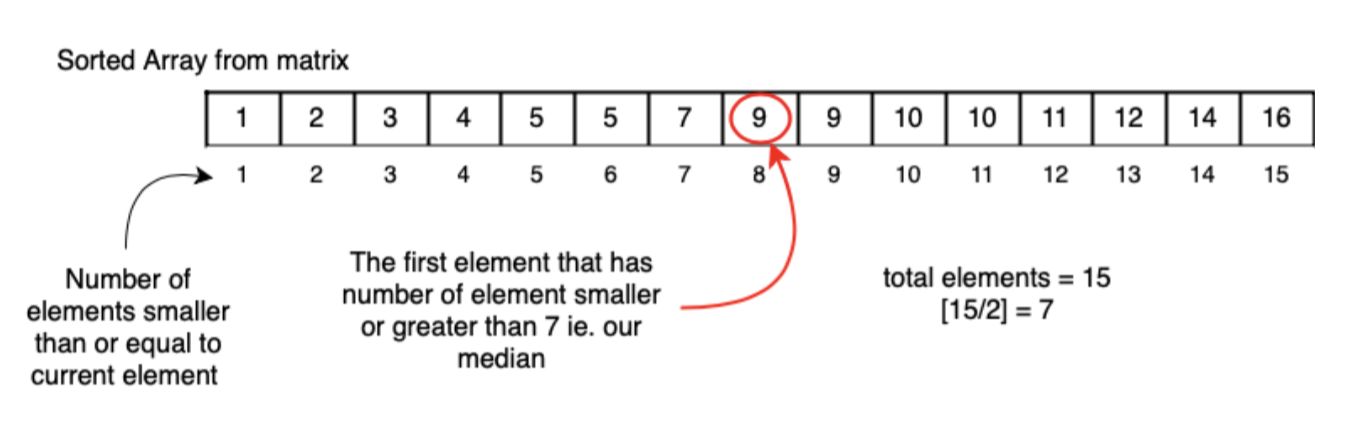 Sorted Array from matrix
1 2 3 4 5 5 7 9 9 10 10 11 12 14 16
1 2 3 4 5 6 7 8 9 10 11 12 13 14 15
Number of
elements smaller
than or equal to
current element
The first element that has
number of element smaller
or greater than 7 ie. our
median
total elements = 15
[15/2] = 7